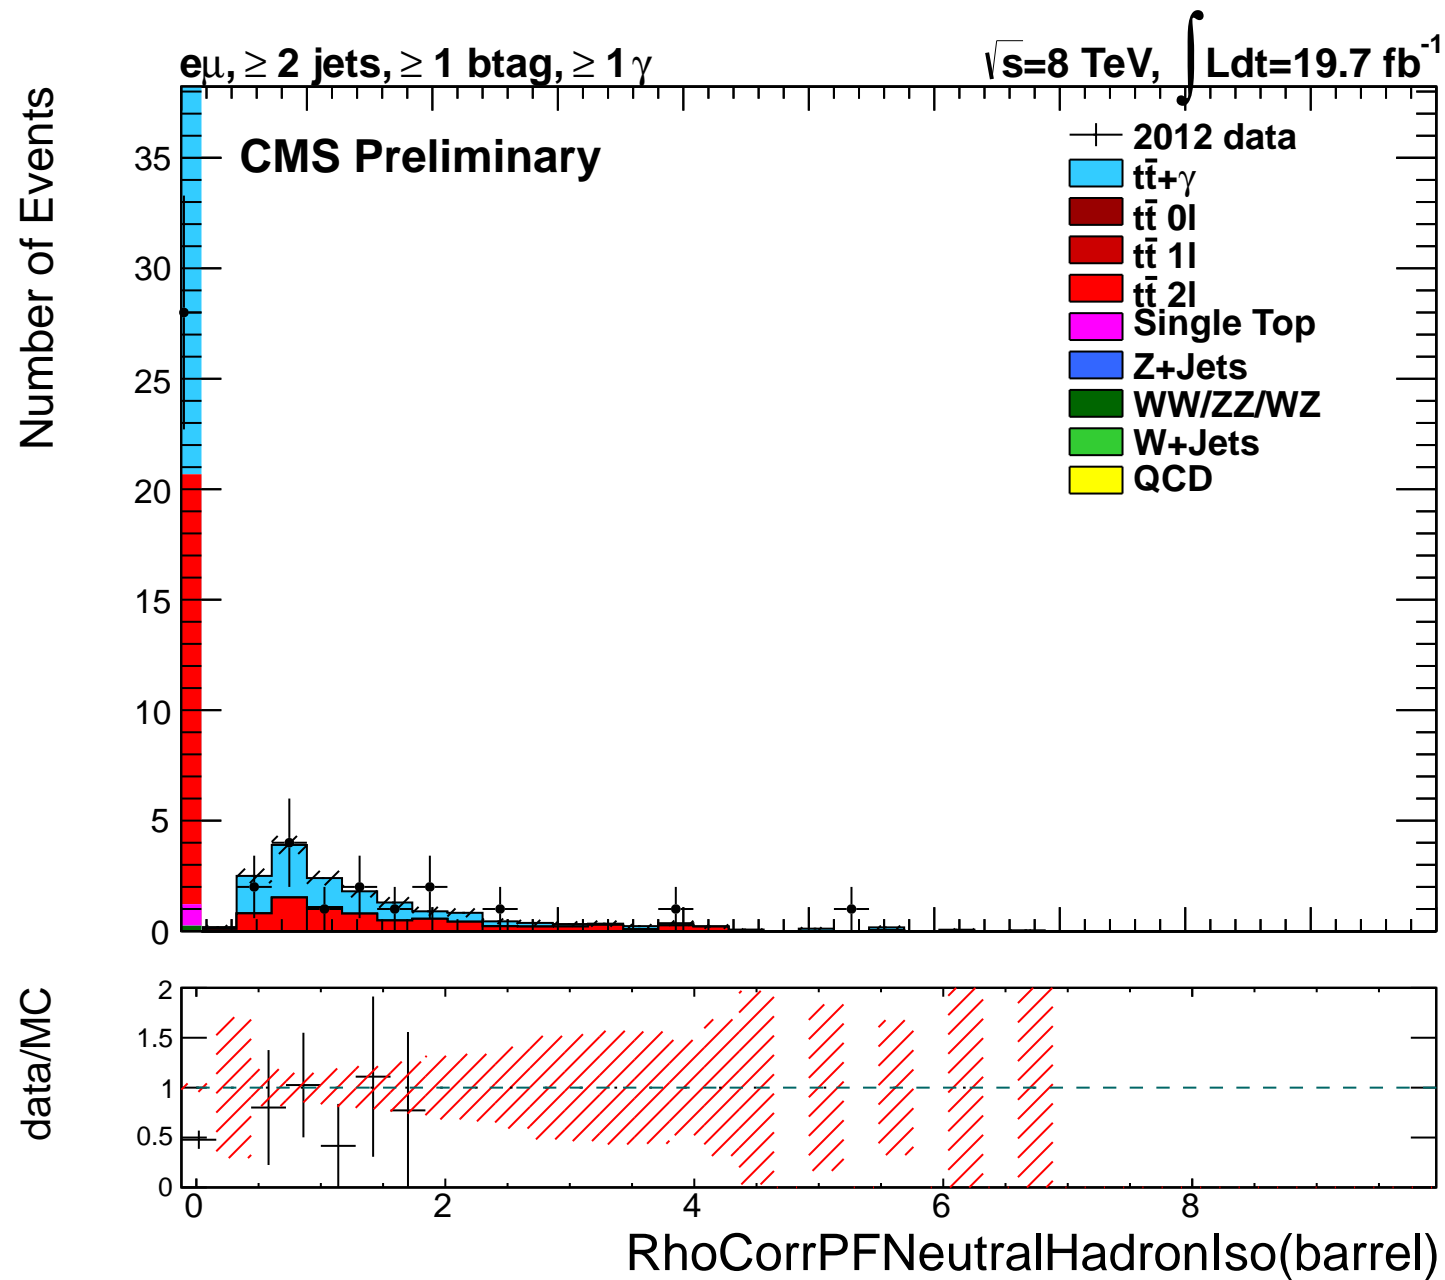 eμ, ≥ 2 jets, ≥ 1 btag, ≥ 1 γ
√s=8 TeV, ∫ Ldt=19.7 fb⁻¹
CMS Preliminary
Number of Events
35
30
25
20
15
10
5
0
2012 data
tt̄+γ
tt̄ 0l
tt̄ 1l
tt̄ 2l
Single Top
Z+Jets
WW/ZZ/WZ
W+Jets
QCD
data/MC
2
1.5
1
0.5
0
0 2 4 6 8
RhoCorrPFNeutralHadronIso(barrel)